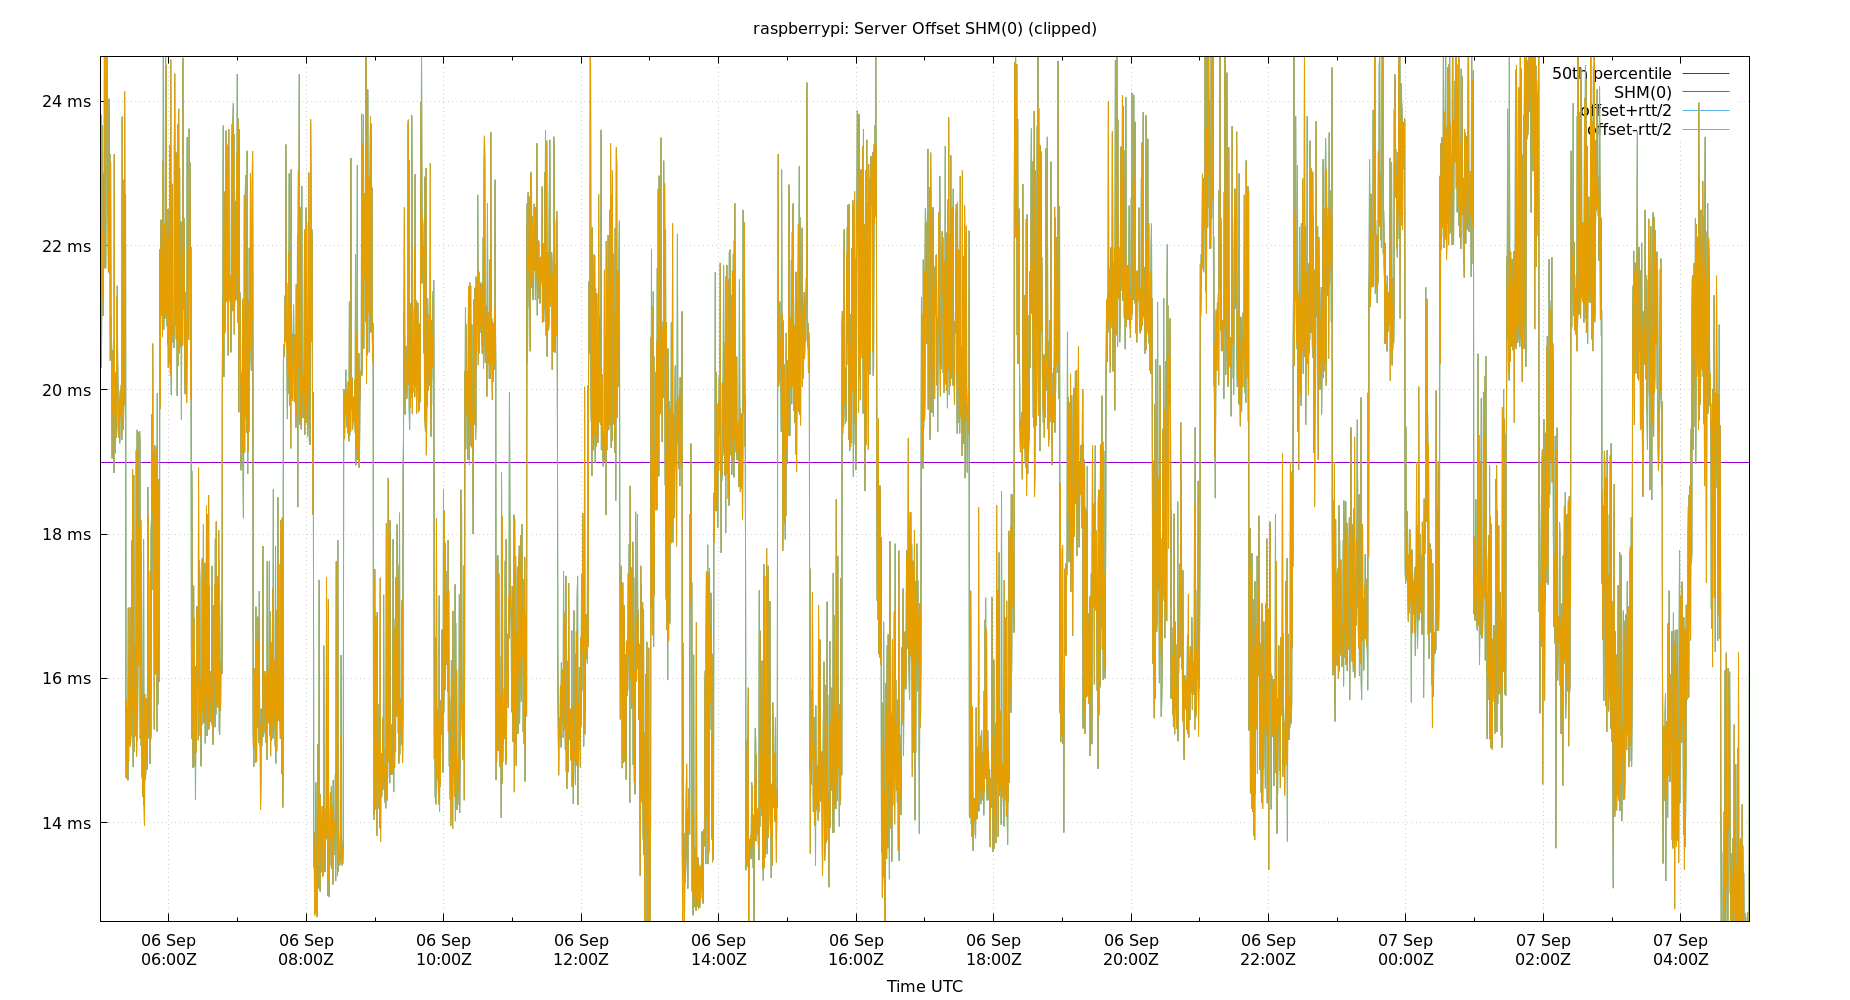 raspberrypi: Server Offset SHM(0) (clipped)
50th percentile
SHM(0)
offset+rtt/2
offset-rtt/2
24 ms
22 ms
20 ms
18 ms
16 ms
14 ms
06 Sep 06 Sep 06 Sep 06 Sep 06 Sep 06 Sep 06 Sep 06 Sep 06 Sep 07 Sep 07 Sep 07 Sep
06:00Z 08:00Z 10:00Z 12:00Z 14:00Z 16:00Z 18:00Z 20:00Z 22:00Z 00:00Z 02:00Z 04:00Z
Time UTC